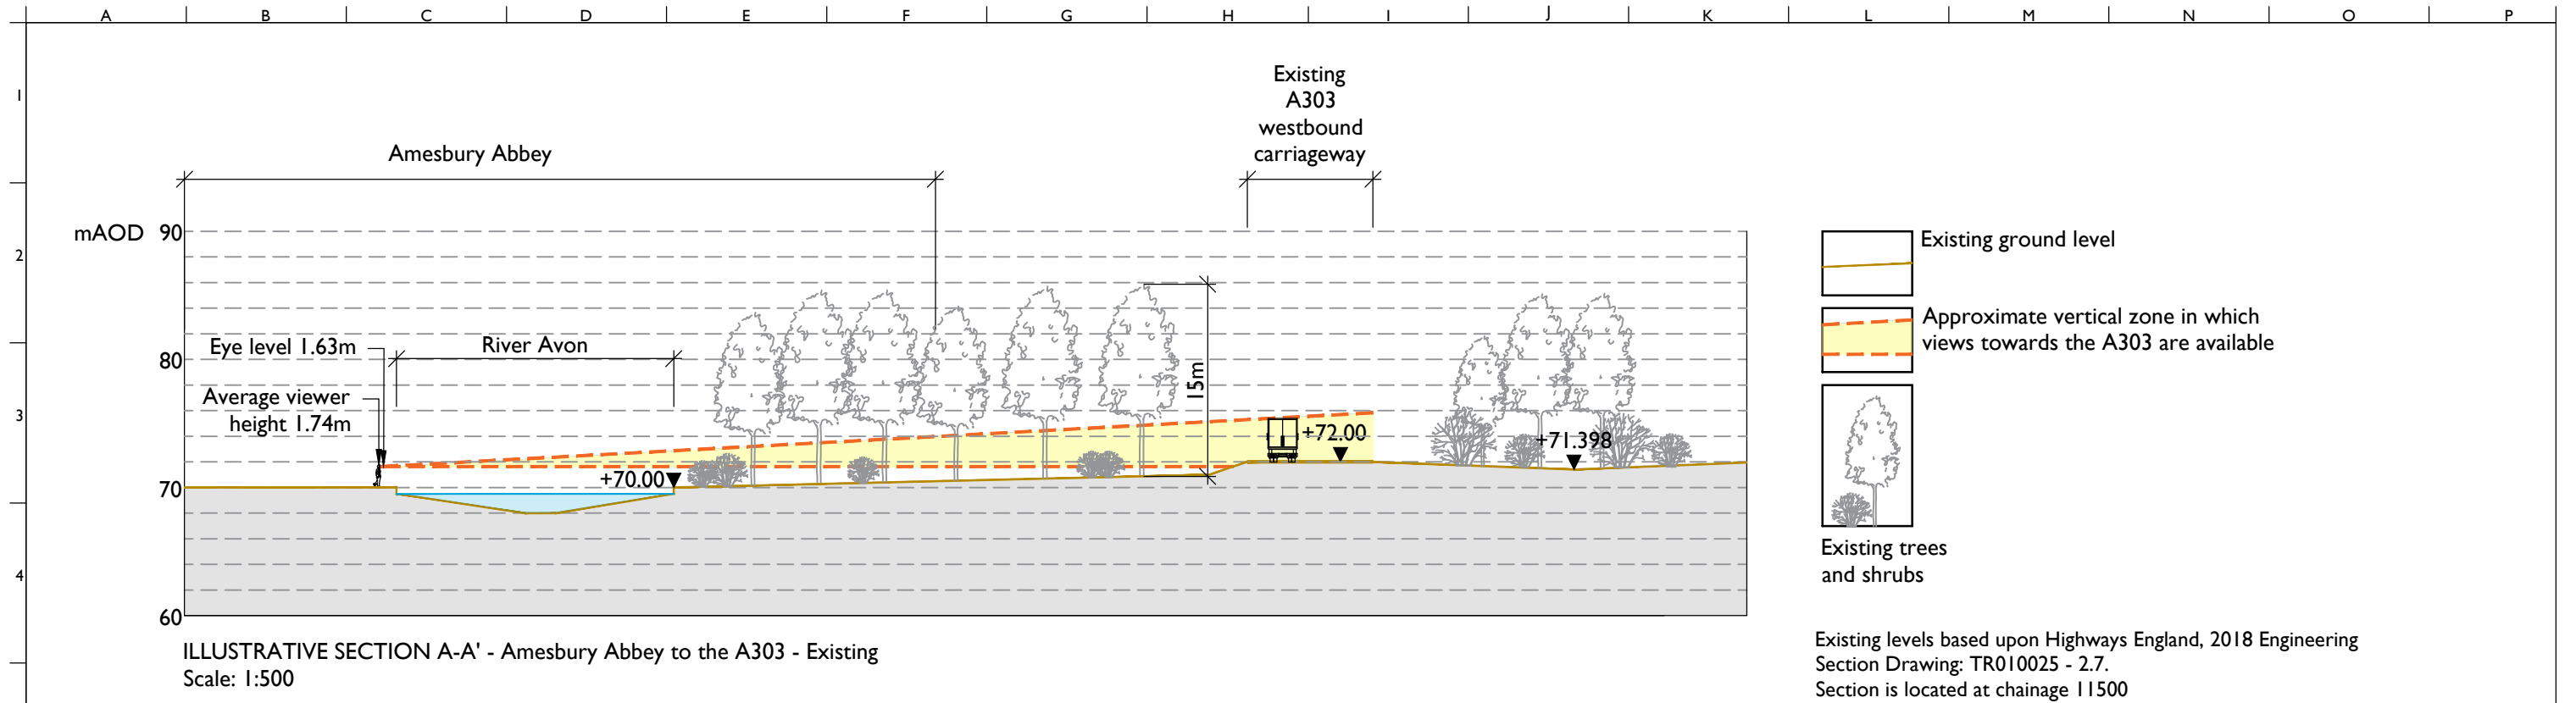 A B C D E F G H I J K L M N O P
1
2
3
4
Existing
A303
westbound
carriageway
Amesbury Abbey
mAOD 90
80
70
60
Eye level 1.63m
River Avon
Average viewer
height 1.74m
15m
+70.00
+72.00
+71.398
Existing ground level
Approximate vertical zone in which
views towards the A303 are available
Existing trees
and shrubs
ILLUSTRATIVE SECTION A-A' - Amesbury Abbey to the A303 - Existing
Scale: 1:500
Existing levels based upon Highways England, 2018 Engineering
Section Drawing: TR010025 - 2.7.
Section is located at chainage 11500